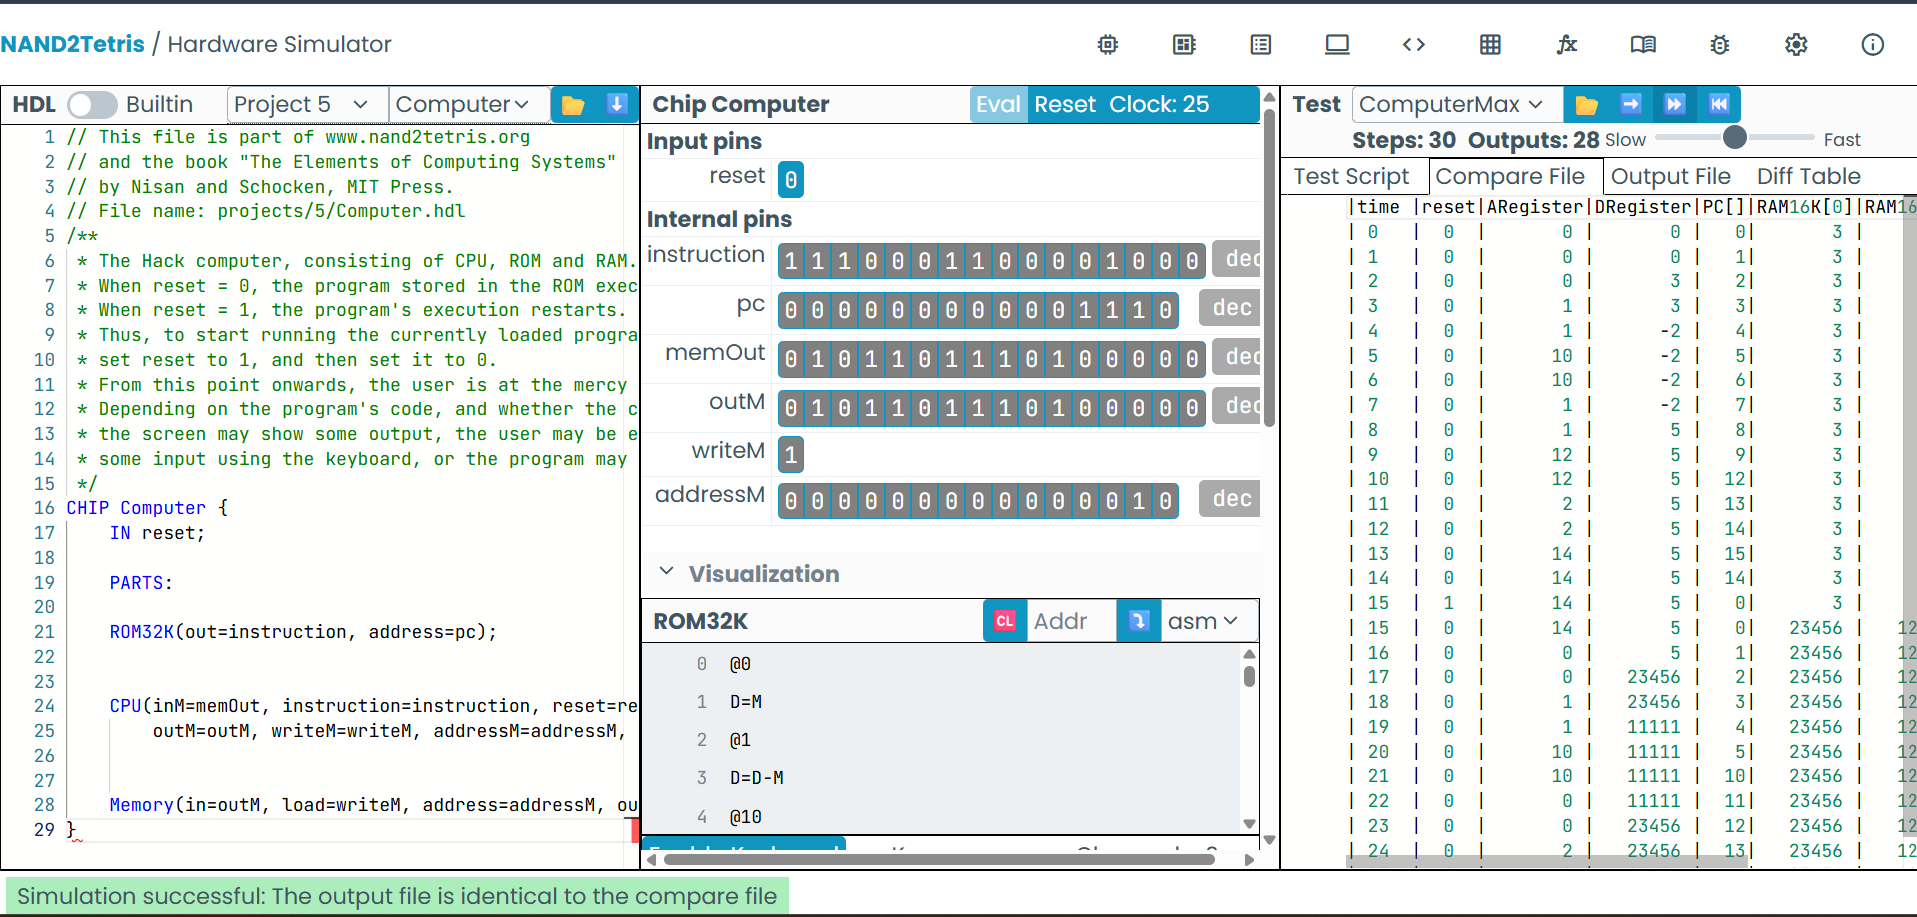 NAND2Tetris / Hardware Simulator
HDL Builtin Project 5 Computer
1 // This file is part of www.nand2tetris.org
2 // and the book "The Elements of Computing Systems"
3 // by Nisan and Schocken, MIT Press.
4 // File name: projects/5/Computer.hdl
5 /**
6 * The Hack computer, consisting of CPU, ROM and RAM.
7 * When reset = 0, the program stored in the ROM exec
8 * When reset = 1, the program's execution restarts.
9 * Thus, to start running the currently loaded progra
10 * set reset to 1, and then set it to 0.
11 * From this point onwards, the user is at the mercy
12 * Depending on the program's code, and whether the c
13 * the screen may show some output, the user may be e
14 * some input using the keyboard, or the program may
15 */
16 CHIP Computer {
17 IN reset;
18
19 PARTS:
20
21 ROM32K(out=instruction, address=pc);
22
23
24 CPU(inM=memOut, instruction=instruction, reset=re
25 outM=outM, writeM=writeM, addressM=addressM,
26
27
28 Memory(in=outM, load=writeM, address=addressM, ou
29 }
Chip Computer Eval Reset Clock: 25
Input pins
reset 0
Internal pins
instruction 1 1 1 0 0 0 1 1 0 0 0 0 1 0 0 0 dec
pc 0 0 0 0 0 0 0 0 0 0 0 1 1 1 0 dec
memOut 0 1 0 1 1 0 1 1 1 0 1 0 0 0 0 0 dec
outM 0 1 0 1 1 0 1 1 1 0 1 0 0 0 0 0 dec
writeM 1
addressM 0 0 0 0 0 0 0 0 0 0 0 0 0 1 0 dec
Visualization
ROM32K CL Addr asm
0 @0
1 D=M
2 @1
3 D=D-M
4 @10
Test ComputerMax
Steps: 30 Outputs: 28 Slow Fast
Test Script Compare File Output File Diff Table
|time |reset|ARegister|DRegister|PC[]|RAM16K[0]|RAM16
| 0 | 0 | 0 | 0 | 0| 3 |
| 1 | 0 | 0 | 0 | 1| 3 |
| 2 | 0 | 0 | 3 | 2| 3 |
| 3 | 0 | 1 | 3 | 3| 3 |
| 4 | 0 | 1 | -2 | 4| 3 |
| 5 | 0 | 10 | -2 | 5| 3 |
| 6 | 0 | 10 | -2 | 6| 3 |
| 7 | 0 | 1 | -2 | 7| 3 |
| 8 | 0 | 1 | 5 | 8| 3 |
| 9 | 0 | 12 | 5 | 9| 3 |
| 10 | 0 | 12 | 5 | 12| 3 |
| 11 | 0 | 2 | 5 | 13| 3 |
| 12 | 0 | 2 | 5 | 14| 3 |
| 13 | 0 | 14 | 5 | 15| 3 |
| 14 | 0 | 14 | 5 | 14| 3 |
| 15 | 1 | 14 | 5 | 0| 3 |
| 15 | 0 | 14 | 5 | 0| 23456 | 12
| 16 | 0 | 0 | 5 | 1| 23456 | 12
| 17 | 0 | 0 | 23456 | 2| 23456 | 12
| 18 | 0 | 1 | 23456 | 3| 23456 | 12
| 19 | 0 | 1 | 11111 | 4| 23456 | 12
| 20 | 0 | 10 | 11111 | 5| 23456 | 12
| 21 | 0 | 10 | 11111 | 10| 23456 | 12
| 22 | 0 | 0 | 11111 | 11| 23456 | 12
| 23 | 0 | 0 | 23456 | 12| 23456 | 12
| 24 | 0 | 2 | 23456 | 13| 23456 | 12
Simulation successful: The output file is identical to the compare file